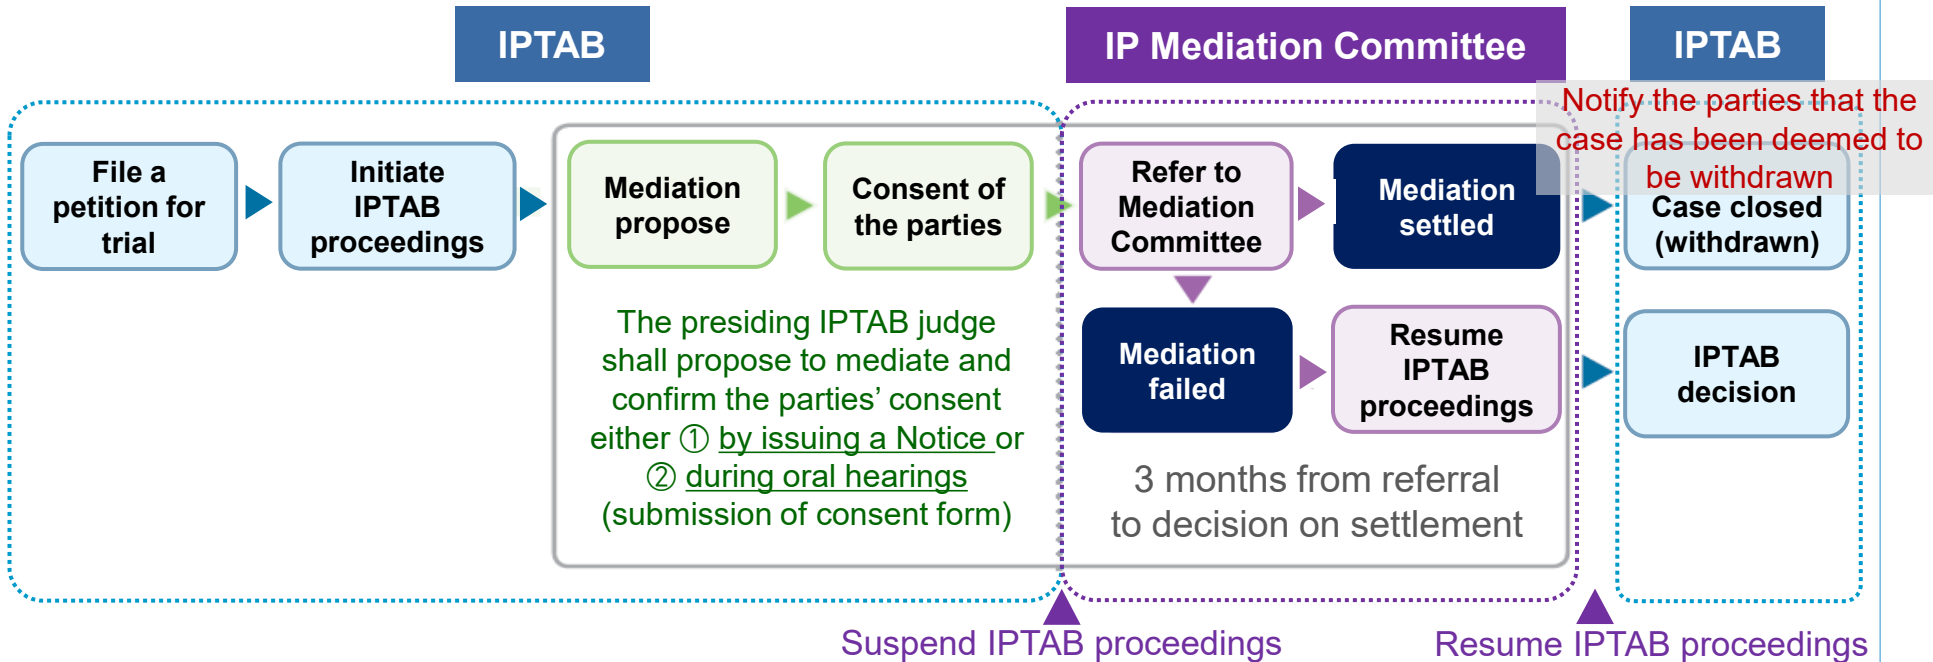 IPTAB
IP Mediation Committee
IPTAB
Notify the parties that the
case has been deemed to
be withdrawn
File a
petition for
trial
Initiate
IPTAB
proceedings
Mediation
propose
Consent of
the parties
Refer to
Mediation
Committee
Mediation
settled
Case closed
(withdrawn)
The presiding IPTAB judge
shall propose to mediate and
confirm the parties’ consent
either ① by issuing a Notice or
② during oral hearings
(submission of consent form)
Mediation
failed
Resume
IPTAB
proceedings
IPTAB
decision
3 months from referral
to decision on settlement
Suspend IPTAB proceedings
Resume IPTAB proceedings